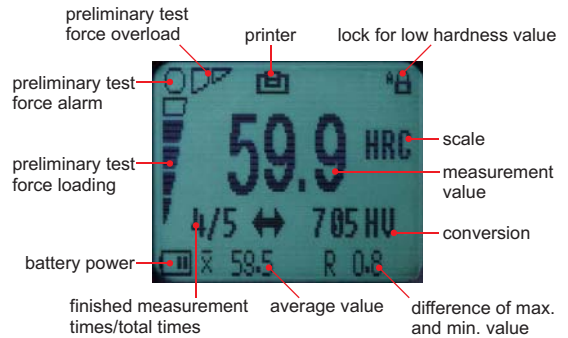 preliminary test
force overload
printer
lock for low hardness value
preliminary test
force alarm
A
59.9 HRC
scale
preliminary test
force loading
measurement
value
4/5 ↔ 705 HV
conversion
battery power
x̄ 59.5 R 0.8
finished measurement
times/total times
average value
difference of max.
and min. value